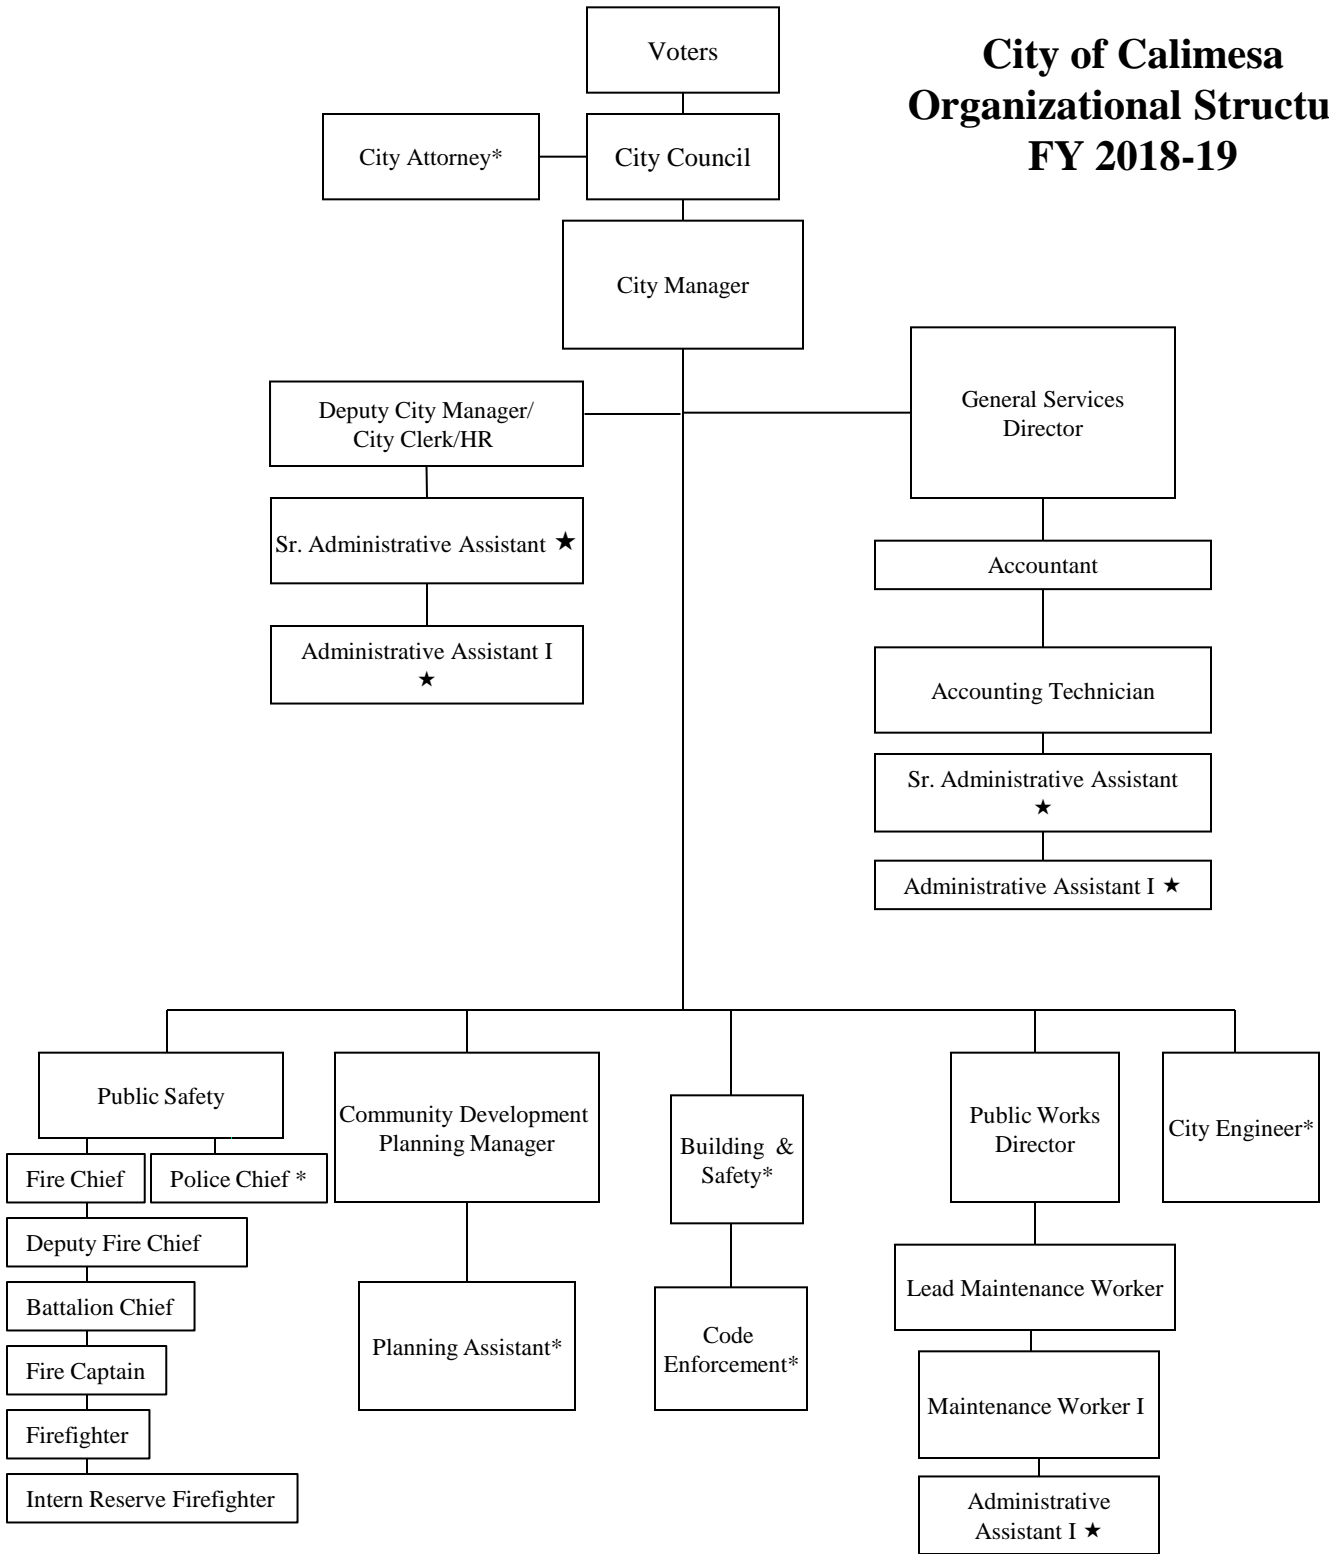 Voters
City of Calimesa
Organizational Structu
FY 2018-19
City Attorney*
City Council
City Manager
Deputy City Manager/
City Clerk/HR
General Services
Director
Sr. Administrative Assistant ★
Accountant
Administrative Assistant I
★
Accounting Technician
Sr. Administrative Assistant
★
Administrative Assistant I ★
Public Safety
Fire Chief
Police Chief *
Deputy Fire Chief
Battalion Chief
Fire Captain
Firefighter
Intern Reserve Firefighter
Community Development
Planning Manager
Planning Assistant*
Building & 
Safety*
Code
Enforcement*
Public Works
Director
Lead Maintenance Worker
Maintenance Worker I
Administrative
Assistant I ★
City Engineer*